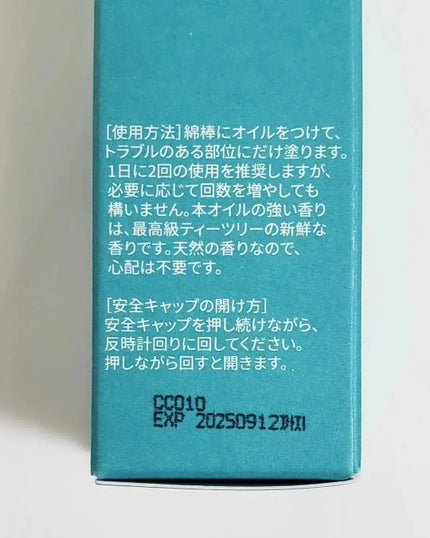 [使用方法]綿棒にオイルをつけて、
トラブルのある部位にだけ塗ります。
1日に2回の使用を推奨しますが、
必要に応じて回数を増やしても
構いません。本オイルの強い香り
は、最高級ティーツリーの新鮮な
香りです。天然の香りなので、
心配は不要です。
[安全キャップの開け方]
安全キャップを押し続けながら、
反時計回りに回してください。
押しながら回すと開きます。
CC010
EXP 20250912